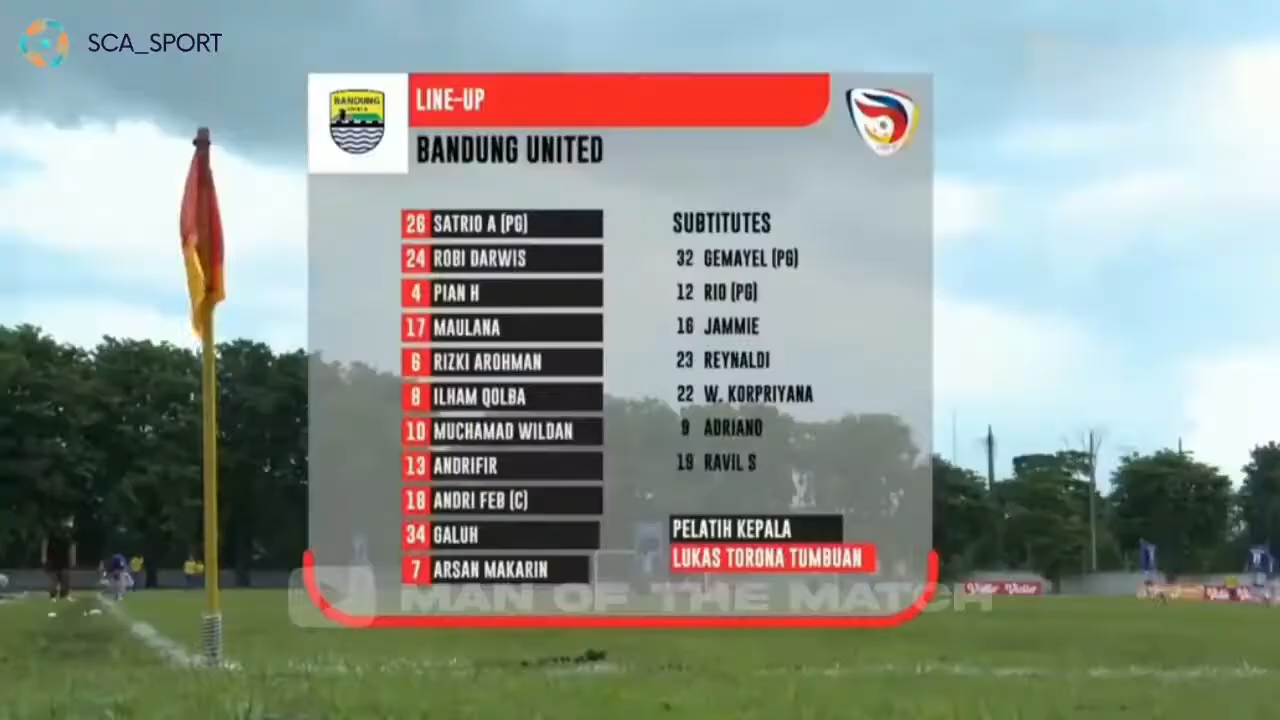 SCA_SPORT
BANDUNG
LINE-UP
BANDUNG UNITED
26 SATRIO A (PG)
24 ROBI DARWIS
4 PIAN H
17 MAULANA
6 RIZKI AROHMAN
8 ILHAM QOLBA
10 MUCHAMAD WILDAN
13 ANDRIFIR
18 ANDRI FEB (C)
34 GALUH
7 ARSAN MAKARIN
SUBTITUTES
32 GEMAYEL (PG)
12 RIO (PG)
16 JAMMIE
23 REYNALDI
22 W. KORPRIYANA
9 ADRIANO
19 RAVIL S
PELATIH KEPALA
LUKAS TORONA TUMBUAN
MAN OF THE MATCH